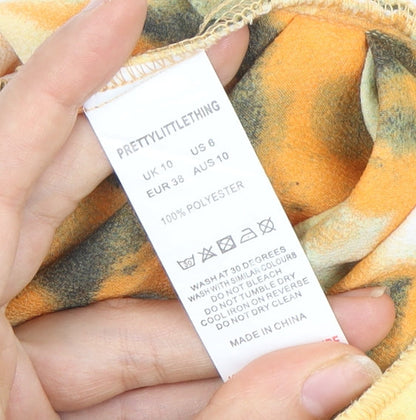 PRETTYLITTLETHING
UK 10 US 6
EUR 38 AUS 10
100% POLYESTER
WASH AT 30 DEGREES
WASH WITH SIMILAR COLOURS
DO NOT BLEACH
DO NOT TUMBLE DRY
COOL IRON ON REVERSE
DO NOT DRY CLEAN
MADE IN CHINA